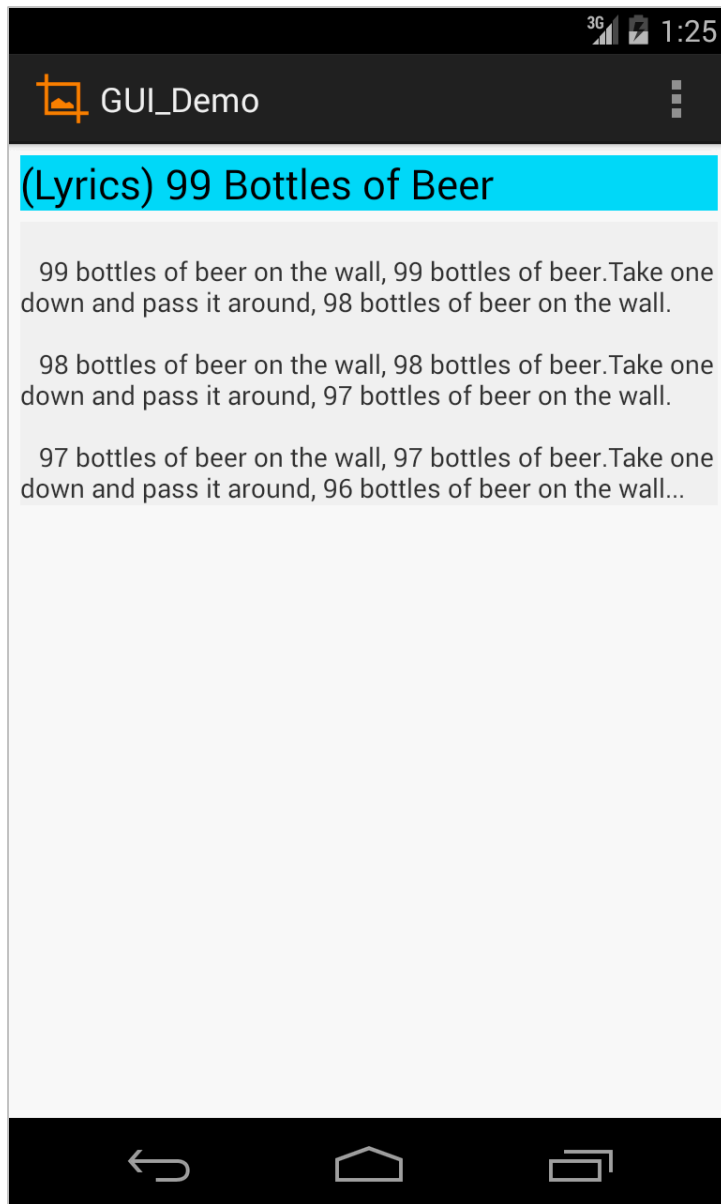 3G 1:25
GUI_Demo
(Lyrics) 99 Bottles of Beer
99 bottles of beer on the wall, 99 bottles of beer.Take one
down and pass it around, 98 bottles of beer on the wall.
98 bottles of beer on the wall, 98 bottles of beer.Take one
down and pass it around, 97 bottles of beer on the wall.
97 bottles of beer on the wall, 97 bottles of beer.Take one
down and pass it around, 96 bottles of beer on the wall...